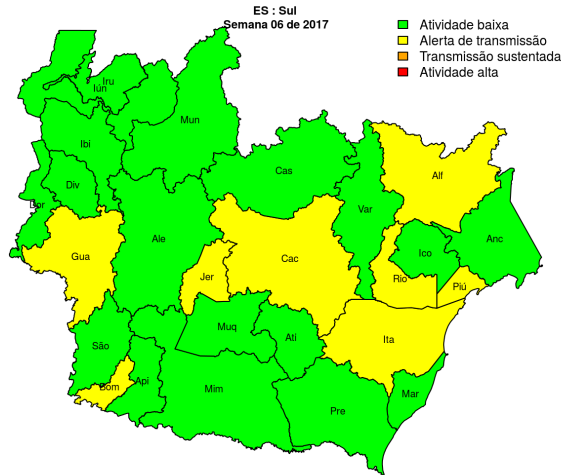 ES : Sul
Semana 06 de 2017
Atividade baixa
Alerta de transmissão
Transmissão sustentada
Atividade alta
Iru
Iún
Mun
Ibi
Cas
Alf
Div
Dor
Var
Ale
Anc
Gua
Ico
Cac
Jer
Rio
Piú
Muq
Ati
Ita
São
Bom
Api
Mim
Mar
Pre